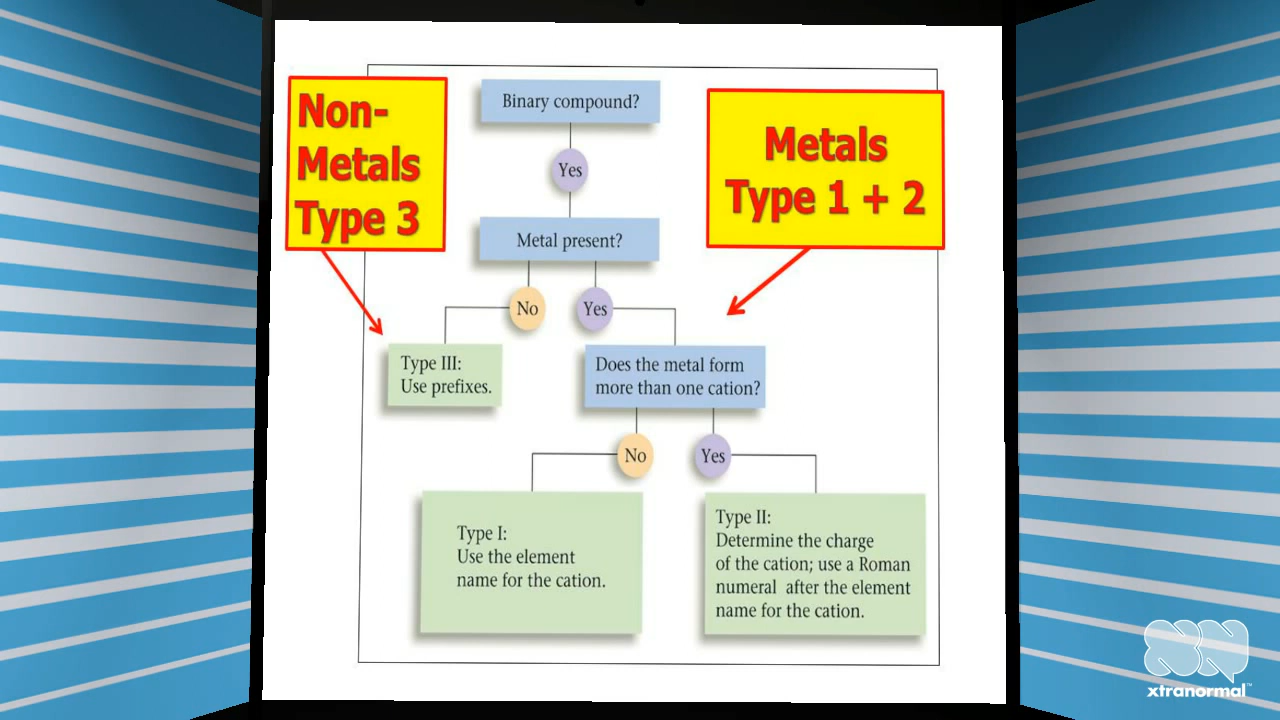 Non-
Metals
Type 3
Metals
Type 1 + 2
Binary compound?
Yes
Metal present?
No
Yes
Type III:
Use prefixes.
Does the metal form
more than one cation?
No
Yes
Type I:
Use the element
name for the cation.
Type II:
Determine the charge
of the cation; use a Roman
numeral after the element
name for the cation.
xtranormal™